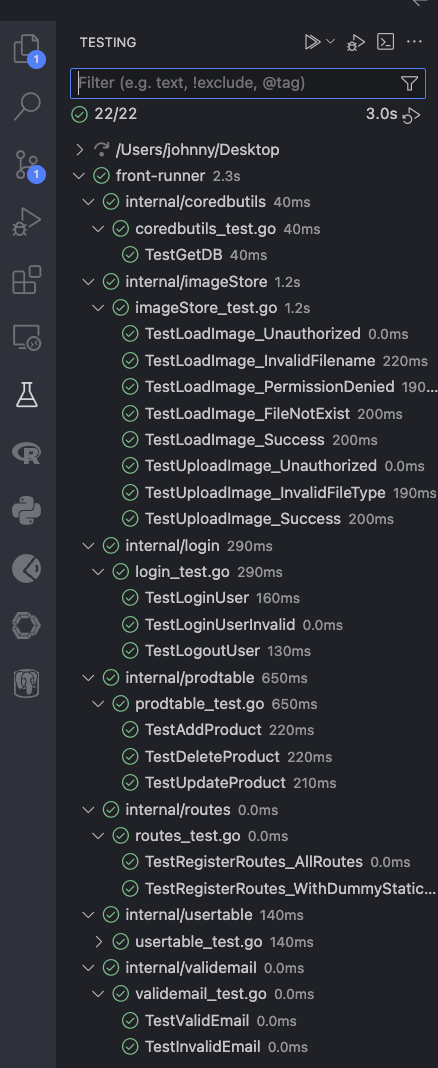 TESTING
1
Filter (e.g. text, !exclude, @tag)
22/22 3.0s
/Users/johnny/Desktop
1
front-runner 2.3s
internal/coredbutils 40ms
coredbutils_test.go 40ms
TestGetDB 40ms
internal/imageStore 1.2s
imageStore_test.go 1.2s
TestLoadImage_Unauthorized 0.0ms
TestLoadImage_InvalidFilename 220ms
TestLoadImage_PermissionDenied 190...
TestLoadImage_FileNotExist 200ms
TestLoadImage_Success 200ms
TestUploadImage_Unauthorized 0.0ms
TestUploadImage_InvalidFileType 190ms
TestUploadImage_Success 200ms
internal/login 290ms
login_test.go 290ms
TestLoginUser 160ms
TestLoginUserInvalid 0.0ms
TestLogoutUser 130ms
internal/prodtable 650ms
prodtable_test.go 650ms
TestAddProduct 220ms
TestDeleteProduct 220ms
TestUpdateProduct 210ms
internal/routes 0.0ms
routes_test.go 0.0ms
TestRegisterRoutes_AllRoutes 0.0ms
TestRegisterRoutes_WithDummyStatic...
internal/usertable 140ms
usertable_test.go 140ms
internal/validemail 0.0ms
validemail_test.go 0.0ms
TestValidEmail 0.0ms
TestInvalidEmail 0.0ms